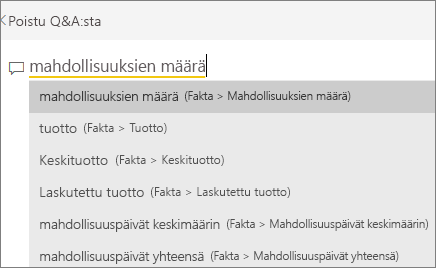 Poistu Q&A:sta
mahdollisuuksien määrä
mahdollisuuksien määrä (Fakta > Mahdollisuuksien määrä)
tuotto (Fakta > Tuotto)
Keskituotto (Fakta > Keskituotto)
Laskutettu tuotto (Fakta > Laskutettu tuotto)
mahdollisuuspäivät keskimäärin (Fakta > Mahdollisuuspäivät keskimäärin)
mahdollisuuspäivät yhteensä (Fakta > Mahdollisuuspäivät yhteensä)